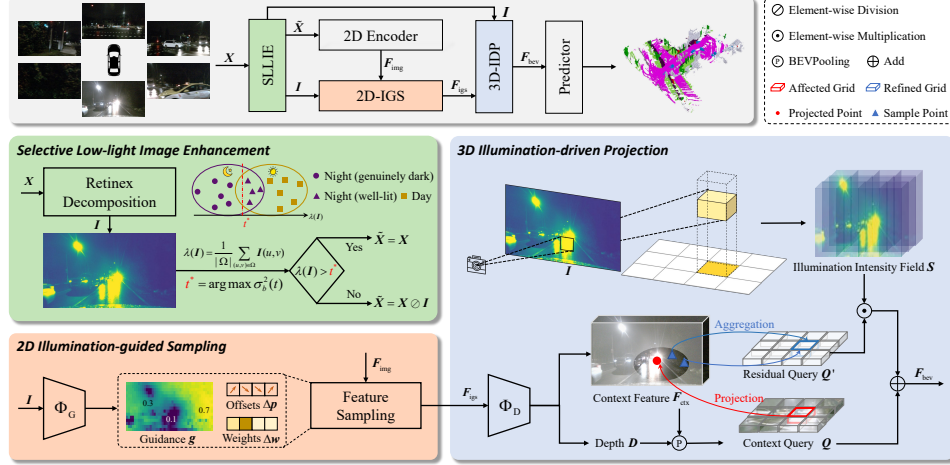 X
SLLIE
X̃
I
2D Encoder
F_img
2D-IGS
F_igs
I
3D-IDP
F_bev
Predictor
⊘ Element-wise Division
⊙ Element-wise Multiplication
Ⓟ BEVPooling ⊕ Add
Affected Grid Refined Grid
Projected Point Sample Point
Selective Low-light Image Enhancement
X
Retinex
Decomposition
I
Night (genuinely dark)
Night (well-lit) Day
t* λ(I)
λ(I) = 1/|Ω| ∑_{(u,v)∈Ω} I(u,v)
t* = arg max σ_b^2(t)
λ(I) > t*
Yes
X̃ = X
No
X̃ = X ⊘ I
2D Illumination-guided Sampling
I
Φ_G
0.3
0.7
0.1
Guidance g
Offsets Δp
Weights Δw
F_img
Feature
Sampling
F_igs
3D Illumination-driven Projection
I
Illumination Intensity Field S
Aggregation
Residual Query Q'
Context Feature F_ctx
Projection
Φ_D
Depth D
P
Context Query Q
F_bev